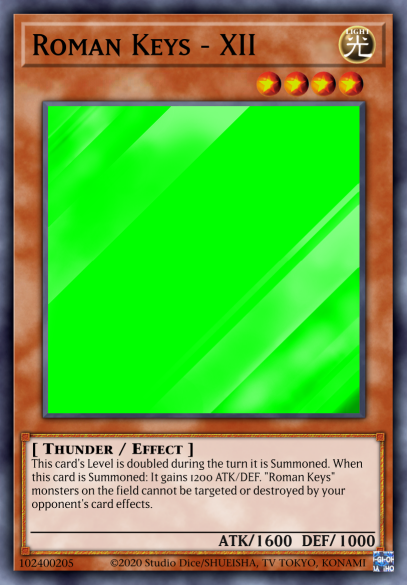 Roman Keys - XII
LIGHT
光
[ Thunder / Effect ]
This card's Level is doubled during the turn it is Summoned. When
this card is Summoned: It gains 1200 ATK/DEF. "Roman Keys"
monsters on the field cannot be targeted or destroyed by your
opponent's card effects.
ATK/1600 DEF/1000
102400205
©2020 Studio Dice/SHUEISHA, TV TOKYO, KONAMI